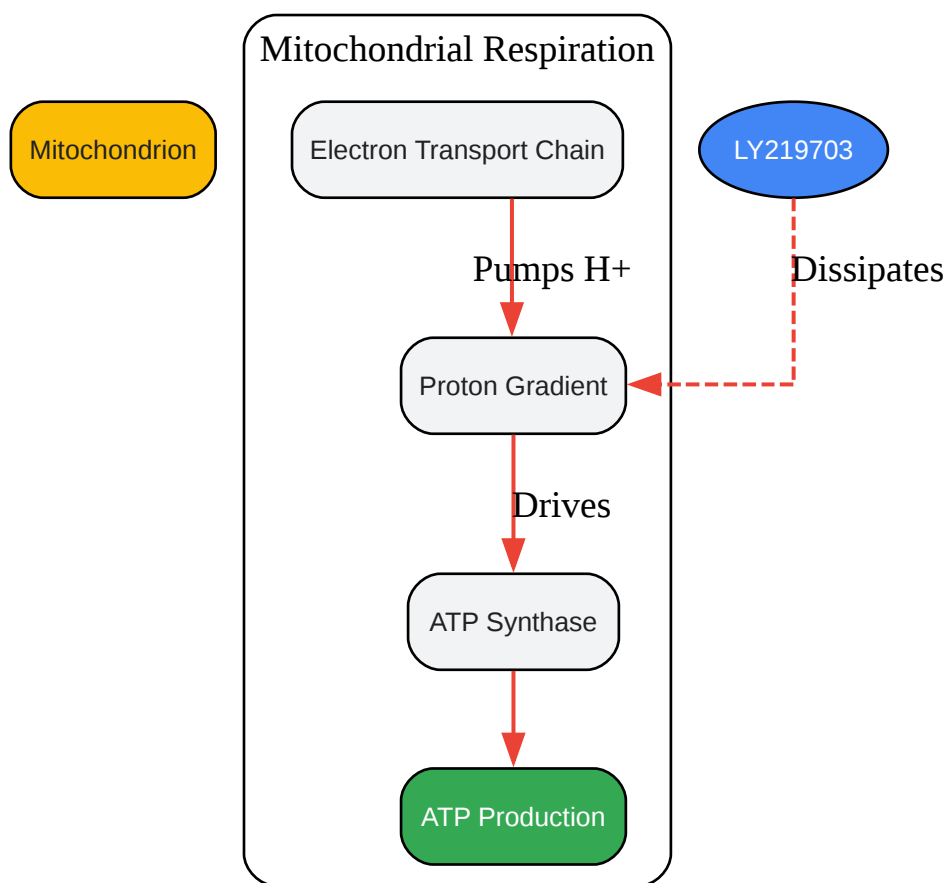 Mitochondrial Respiration
Mitochondrion
Electron Transport Chain
LY219703
Pumps H+
Dissipates
Proton Gradient
Drives
ATP Synthase
ATP Production